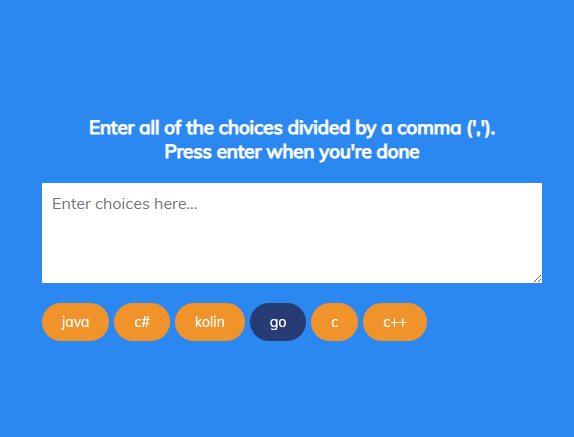 Enter all of the choices divided by a comma (',').
Press enter when you're done
Enter choices here...
java c# kolin go c c++